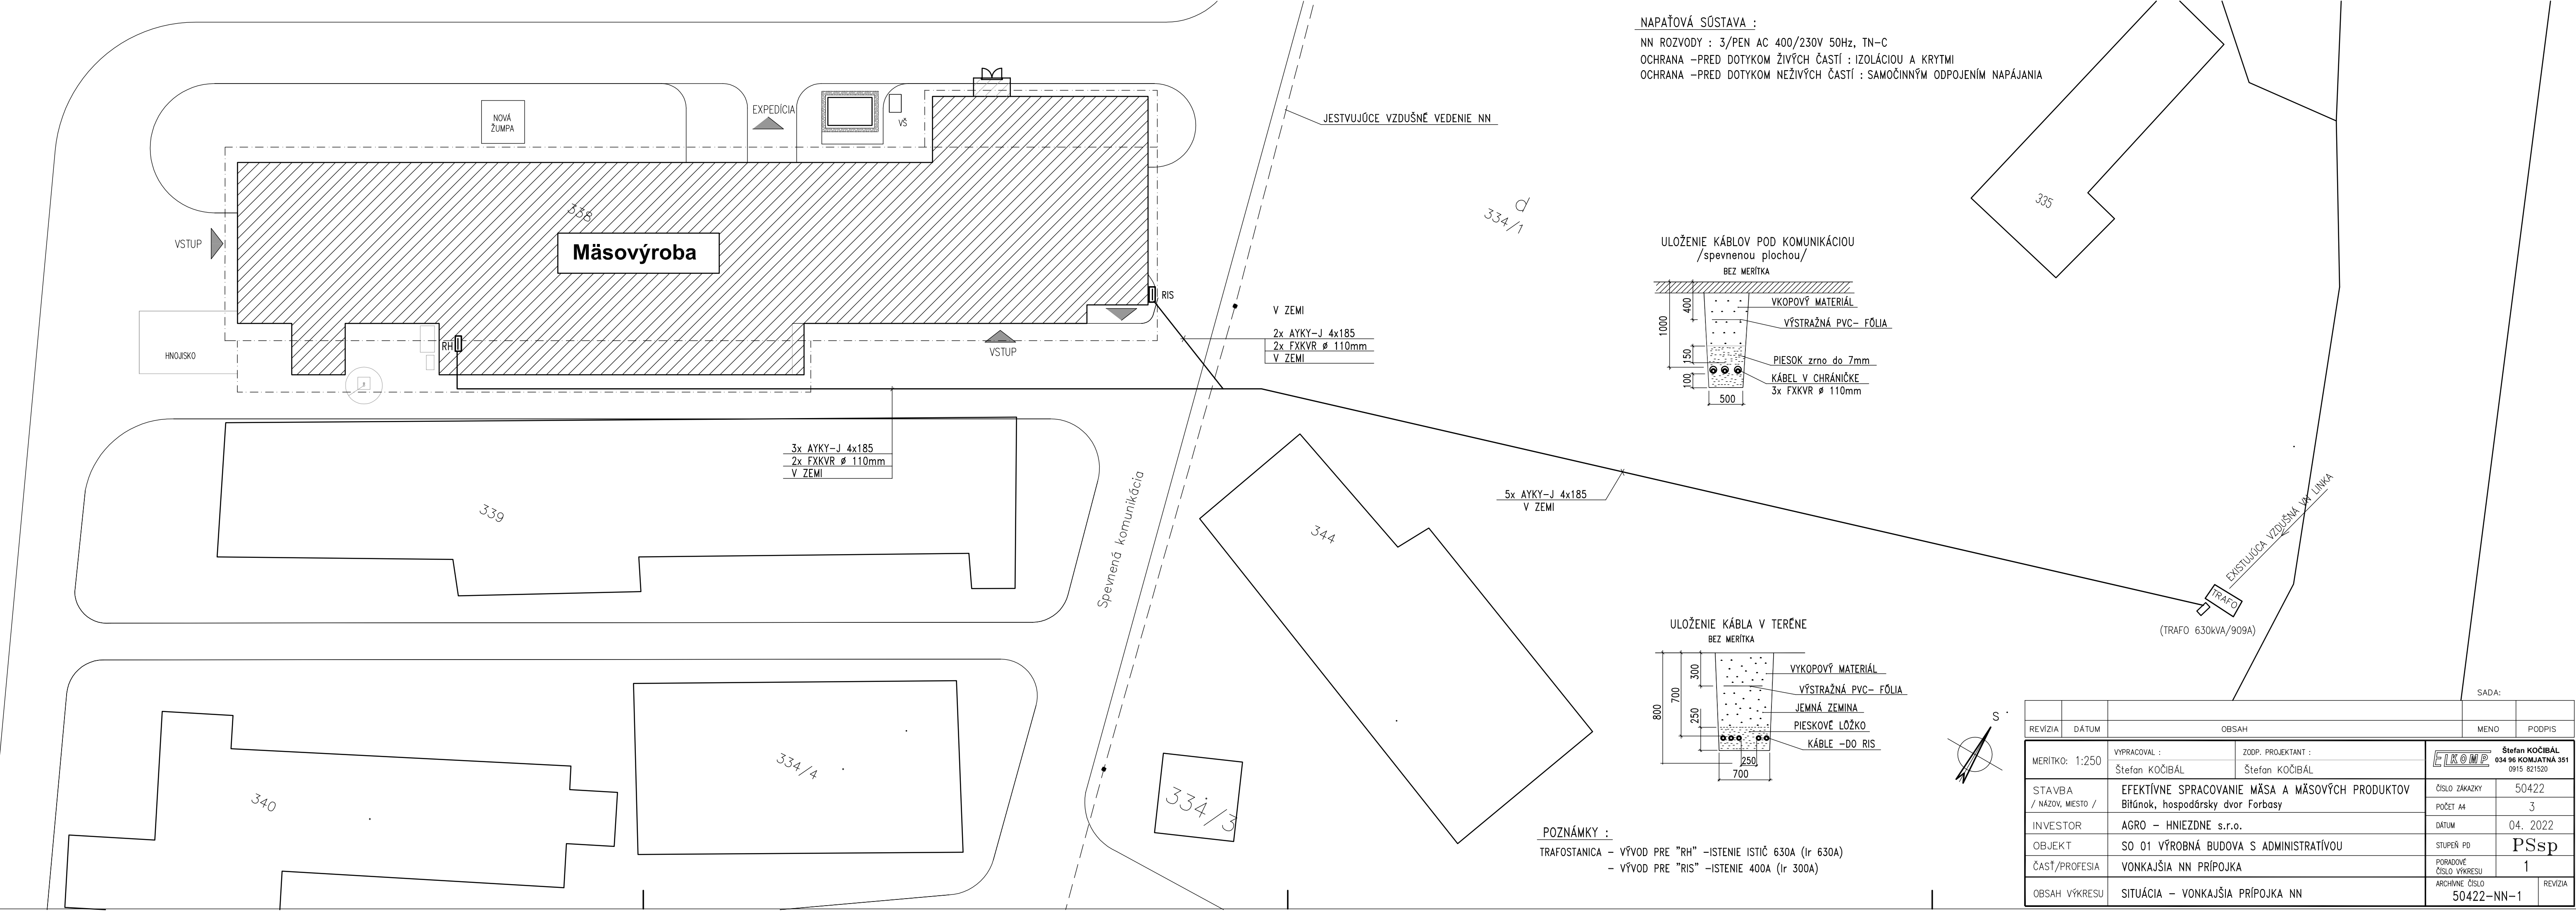 NAPAŤOVÁ SÚSTAVA :
NN ROZVODY : 3/PEN AC 400/230V 50Hz, TN-C
OCHRANA -PRED DOTYKOM ŽIVÝCH ČASTÍ : IZOLÁCIOU A KRYTMI
OCHRANA -PRED DOTYKOM NEŽIVÝCH ČASTÍ : SAMOČINNÝM ODPOJENÍM NAPÁJANIA
NOVÁ
ŽUMPA
EXPEDÍCIA
VŠ
JESTVUJÚCE VZDUŠNÉ VEDENIE NN
338
Mäsovýroba
VSTUP
334/1
335
RIS
HNOJISKO
RH
VSTUP
V ZEMI
2x AYKY-J 4x185
2x FXKVR ø 110mm
V ZEMI
ULOŽENIE KÁBLOV POD KOMUNIKÁCIOU
/spevnenou plochou/
BEZ MERÍTKA
1000
400
150
100
500
VKOPOVÝ MATERIÁL
VÝSTRAŽNÁ PVC- FÓLIA
PIESOK zrno do 7mm
KÁBEL V CHRÁNIČKE
3x FXKVR ø 110mm
3x AYKY-J 4x185
2x FXKVR ø 110mm
V ZEMI
339
Spevnená komunikácia
344
5x AYKY-J 4x185
V ZEMI
EXISTUJÚCA VZDUŠNÁ VN LINKA
TRAFO
(TRAFO 630kVA/909A)
ULOŽENIE KÁBLA V TERÉNE
BEZ MERÍTKA
800
700
300
250
250
700
VYKOPOVÝ MATERIÁL
VÝSTRAŽNÁ PVC- FÓLIA
JEMNÁ ZEMINA
PIESKOVÉ LÔŽKO
KÁBLE -DO RIS
340
334/4
334/3
S
POZNÁMKY :
TRAFOSTANICA - VÝVOD PRE "RH" -ISTENIE ISTIČ 630A (Ir 630A)
- VÝVOD PRE "RIS" -ISTENIE 400A (Ir 300A)
SADA:
REVÍZIA DÁTUM OBSAH MENO PODPIS
MERÍTKO: 1:250
VYPRACOVAL :
Štefan KOČIBÁL
ZODP. PROJEKTANT :
Štefan KOČIBÁL
ELKOMP
Štefan KOČIBÁL
034 96 KOMJATNÁ 351
0915 821520
STAVBA
/ NÁZOV, MIESTO /
EFEKTÍVNE SPRACOVANIE MÄSA A MÄSOVÝCH PRODUKTOV
Bitúnok, hospodársky dvor Forbasy
INVESTOR AGRO - HNIEZDNE s.r.o.
OBJEKT SO 01 VÝROBNÁ BUDOVA S ADMINISTRATÍVOU
ČASŤ/PROFESIA VONKAJŠIA NN PRÍPOJKA
OBSAH VÝKRESU SITUÁCIA - VONKAJŠIA PRÍPOJKA NN
ČÍSLO ZÁKAZKY 50422
POČET A4 3
DÁTUM 04. 2022
STUPEŇ PD PSsp
PORADOVÉ
ČÍSLO VÝKRESU
1
ARCHÍVNE ČÍSLO REVÍZIA
50422-NN-1